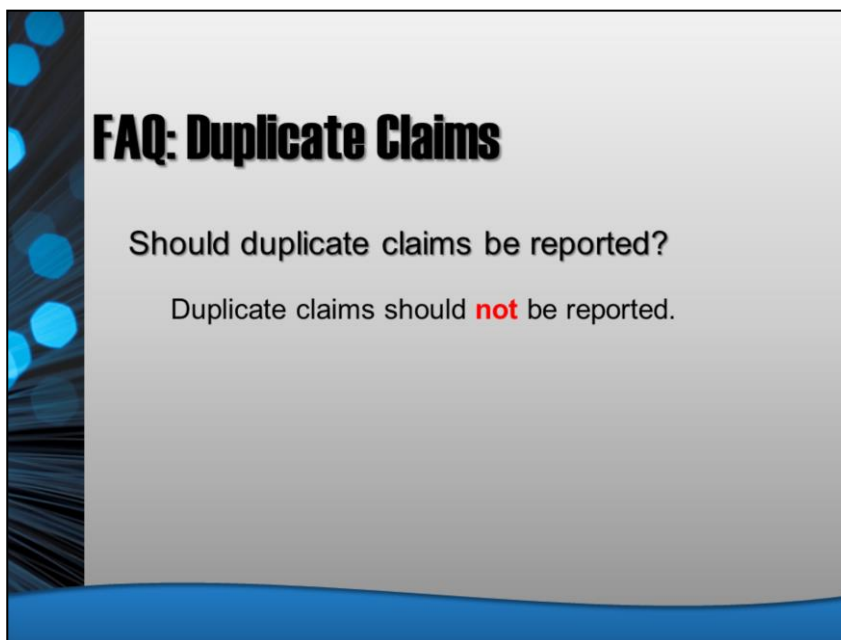 FAQ: Duplicate Claims
Should duplicate claims be reported?
Duplicate claims should not be reported.